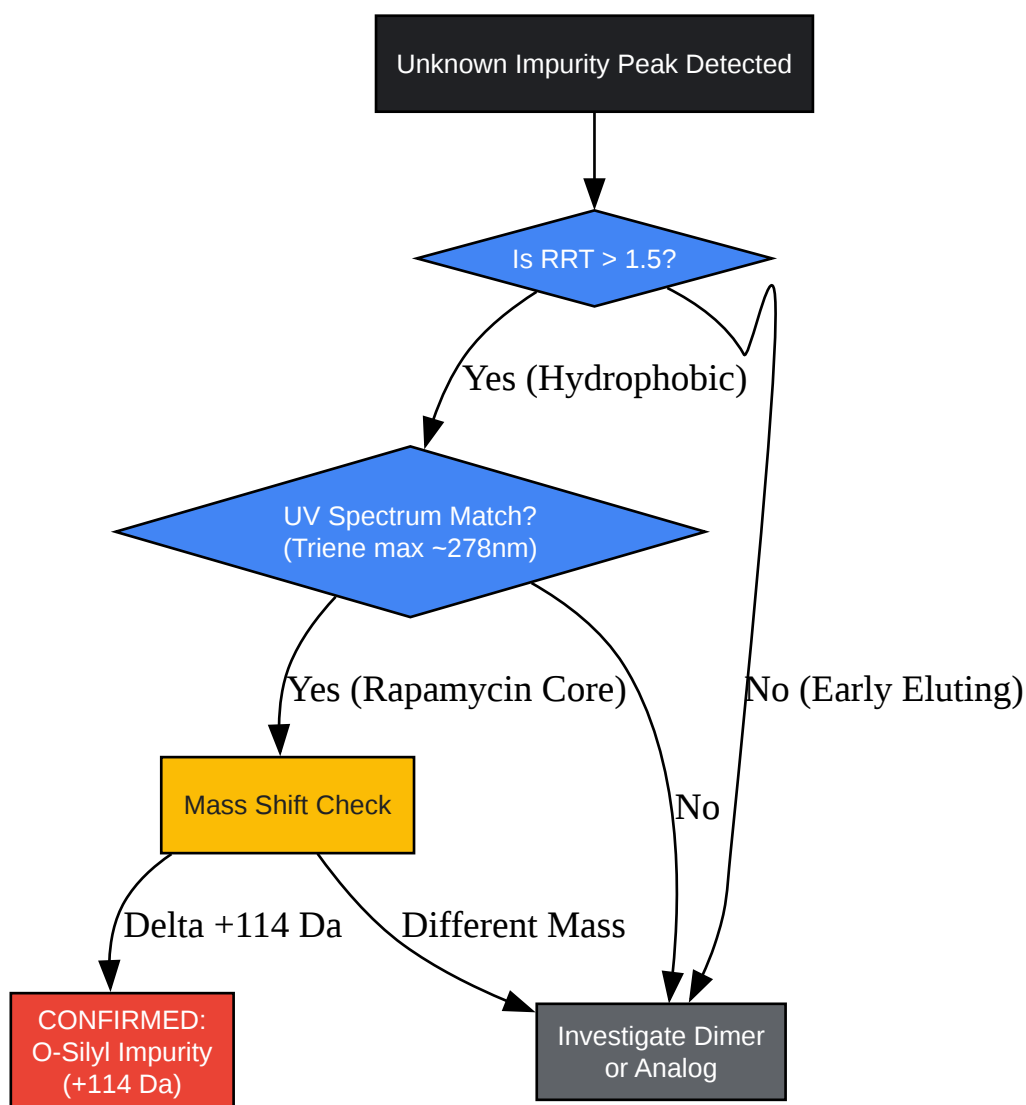 Unknown Impurity Peak Detected
Is RRT > 1.5?
Yes (Hydrophobic)
UV Spectrum Match?
(Triene max ~278nm)
Yes (Rapamycin Core)
No (Early Eluting)
Mass Shift Check
No
Delta +114 Da
Different Mass
CONFIRMED:
O-Silyl Impurity
(+114 Da)
Investigate Dimer
or Analog